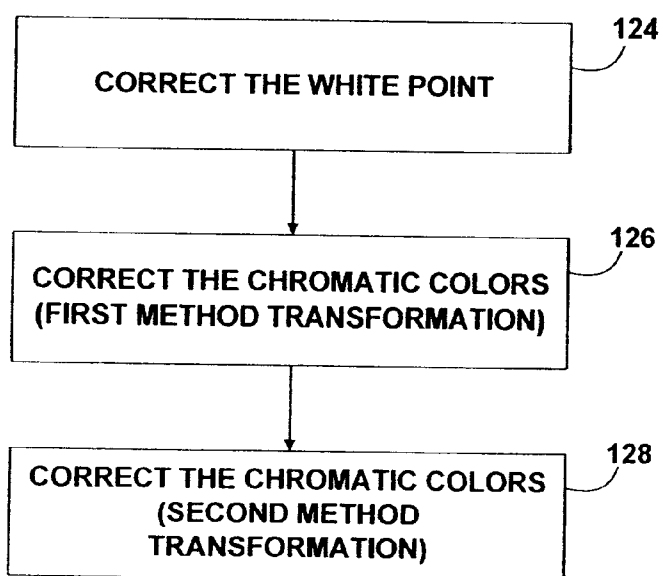 124
CORRECT THE WHITE POINT
126
CORRECT THE CHROMATIC COLORS
(FIRST METHOD TRANSFORMATION)
128
CORRECT THE CHROMATIC COLORS
(SECOND METHOD
TRANSFORMATION)